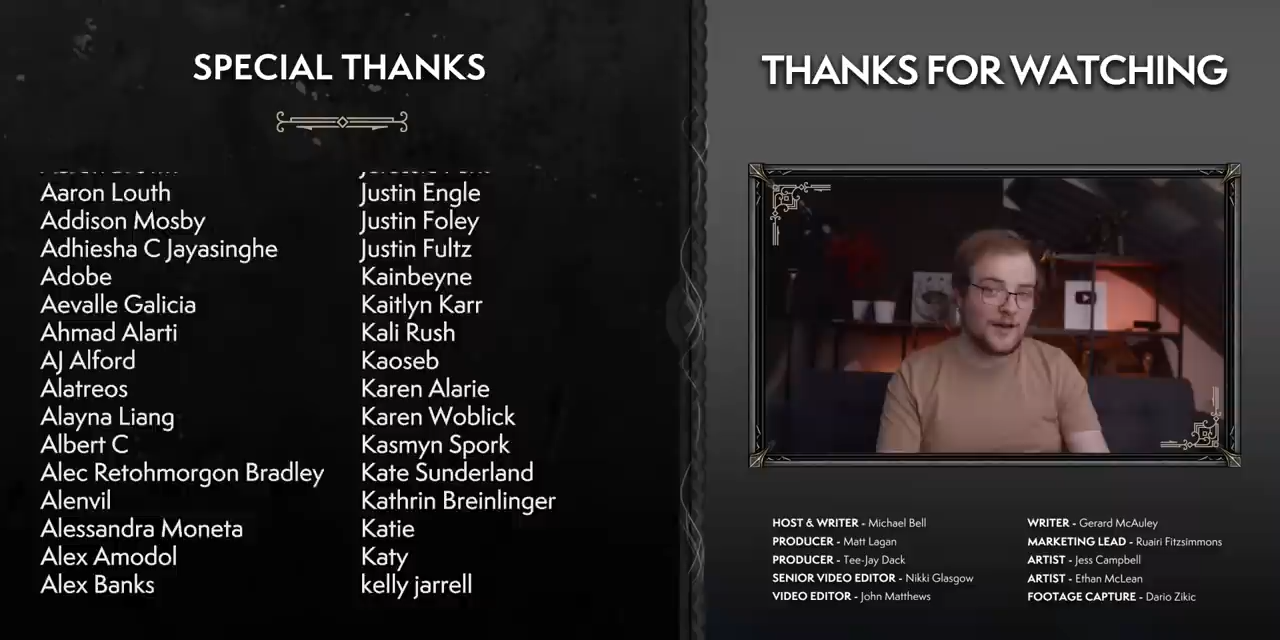 SPECIAL THANKS
Aaron Louth
Addison Mosby
Adhiesha C Jayasinghe
Adobe
Aevalle Galicia
Ahmad Alarti
AJ Alford
Alatreos
Alayna Liang
Albert C
Alec Retohmorgon Bradley
Alenvil
Alessandra Moneta
Alex Amodol
Alex Banks
Justin Engle
Justin Foley
Justin Fultz
Kainbeyne
Kaitlyn Karr
Kali Rush
Kaoseb
Karen Alarie
Karen Woblick
Kasmyn Spork
Kate Sunderland
Kathrin Breinlinger
Katie
Katy
kelly jarrell
THANKS FOR WATCHING
HOST & WRITER - Michael Bell
PRODUCER - Matt Lagan
PRODUCER - Tee-Jay Dack
SENIOR VIDEO EDITOR - Nikki Glasgow
VIDEO EDITOR - John Matthews
WRITER - Gerard McAuley
MARKETING LEAD - Ruairi Fitzsimmons
ARTIST - Jess Campbell
ARTIST - Ethan McLean
FOOTAGE CAPTURE - Dario Zikic